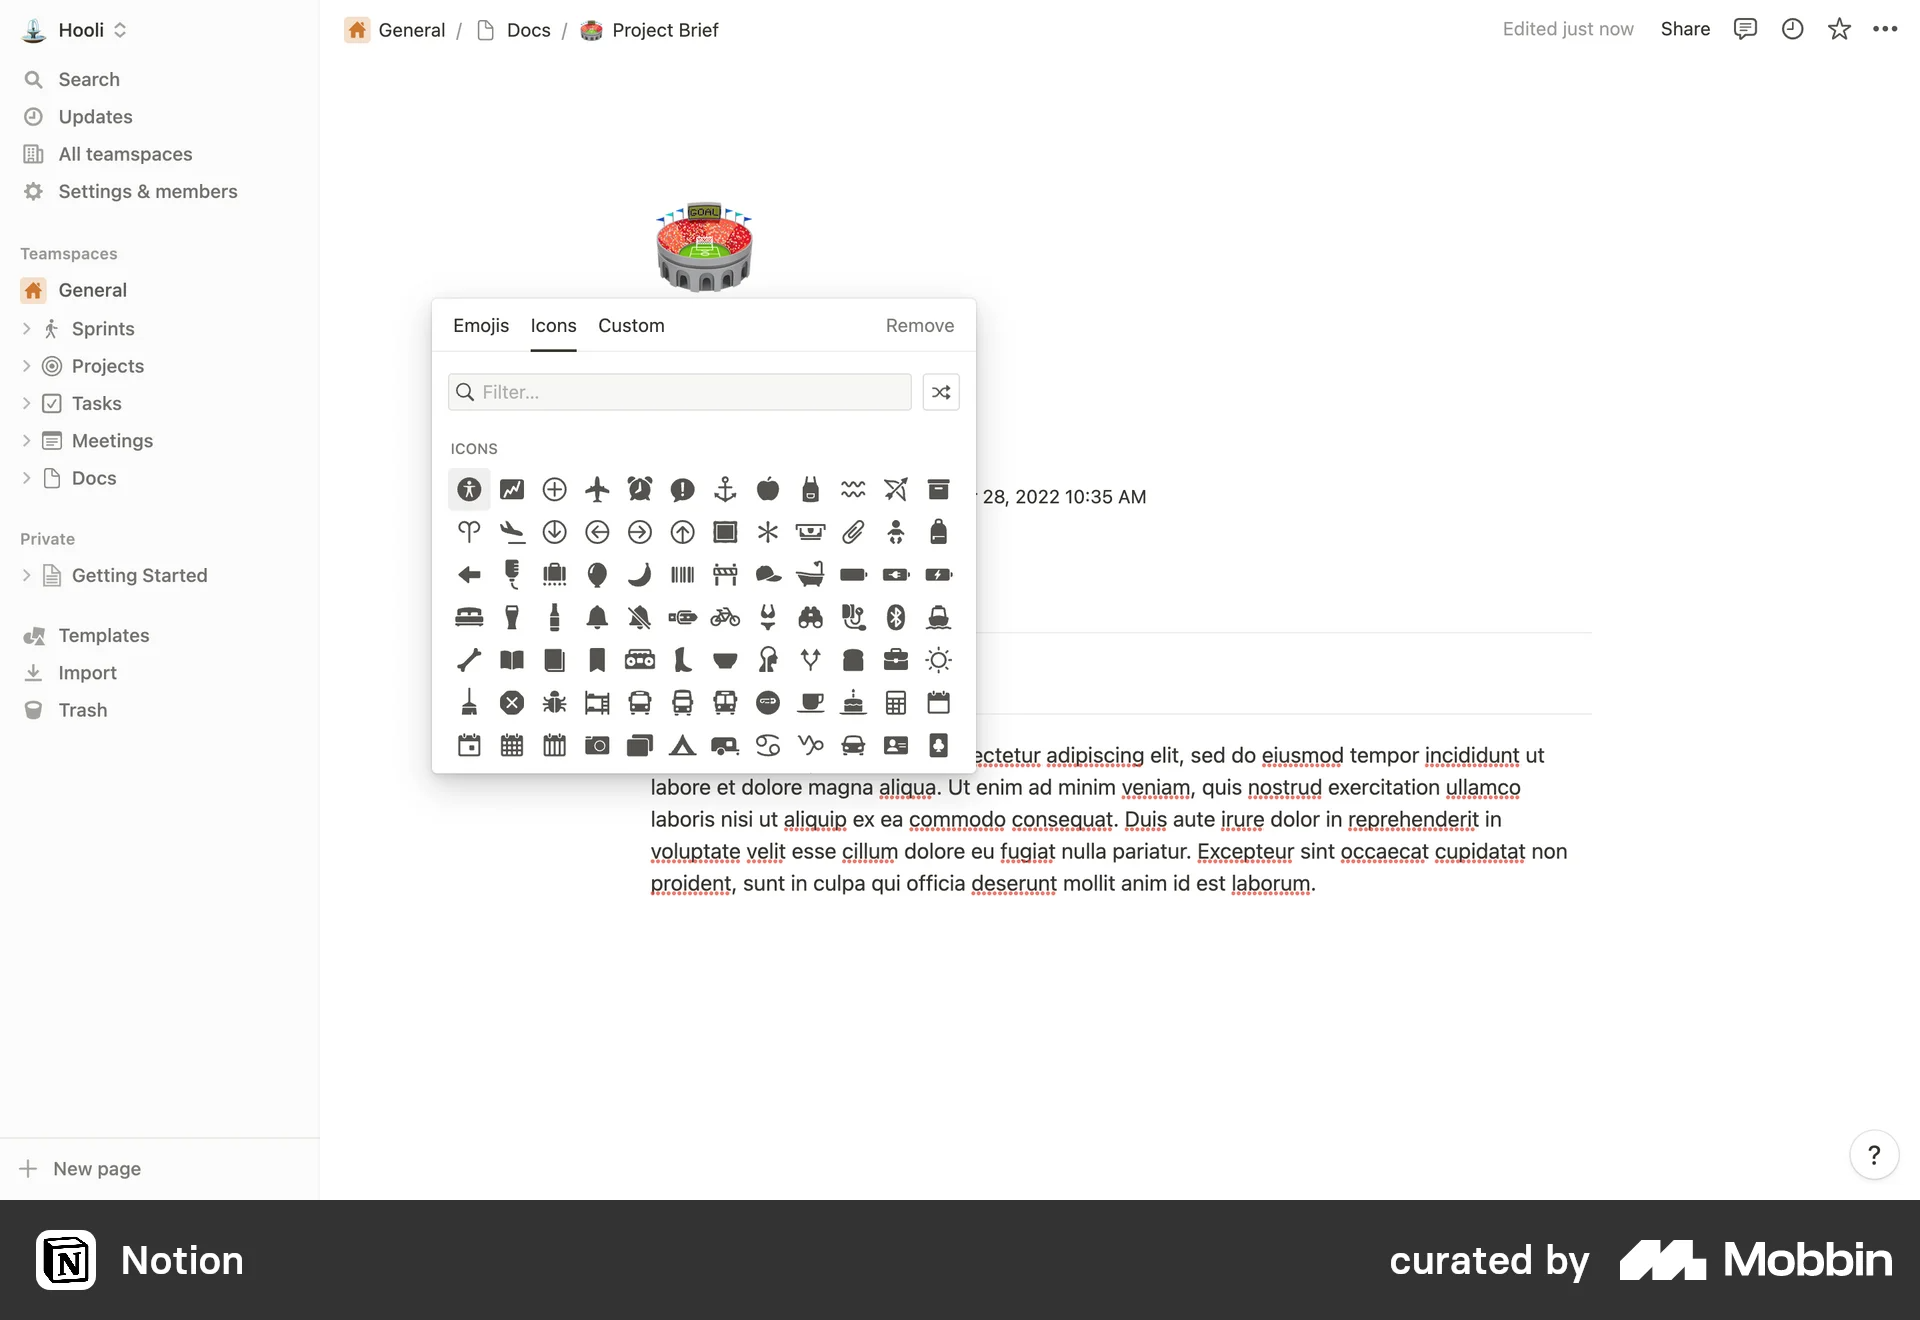 Hooli
General / Docs / Project Brief
Edited just now Share
Search
Updates
All teamspaces
Settings & members
Teamspaces
General
Sprints
Projects
Tasks
Meetings
Docs
Private
Getting Started
Templates
Import
Trash
New page
GOAL
Emojis Icons Custom Remove
Filter...
ICONS
28, 2022 10:35 AM
adipiscing elit, sed do eiusmod tempor incididunt ut
labore et dolore magna aliqua. Ut enim ad minim veniam, quis nostrud exercitation ullamco
laboris nisi ut aliquip ex ea commodo consequat. Duis aute irure dolor in reprehenderit in
voluptate velit esse cillum dolore eu fugiat nulla pariatur. Excepteur sint occaecat cupidatat non
proident, sunt in culpa qui officia deserunt mollit anim id est laborum.
?
N Notion
curated by Mobbin